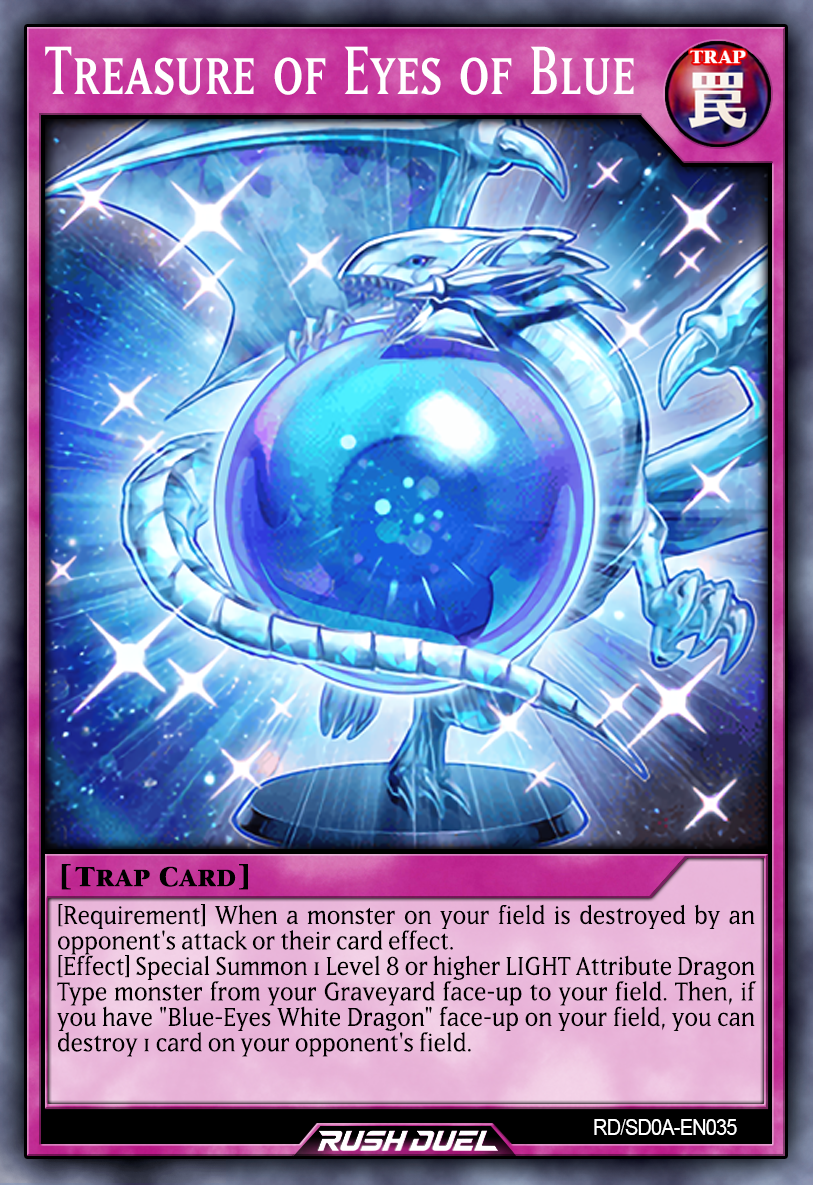 Treasure of Eyes of Blue
TRAP
罠
[Trap Card]
[Requirement] When a monster on your field is destroyed by an
opponent's attack or their card effect.
[Effect] Special Summon 1 Level 8 or higher LIGHT Attribute Dragon
Type monster from your Graveyard face-up to your field. Then, if
you have "Blue-Eyes White Dragon" face-up on your field, you can
destroy 1 card on your opponent's field.
RD/SD0A-EN035
RUSH DUEL